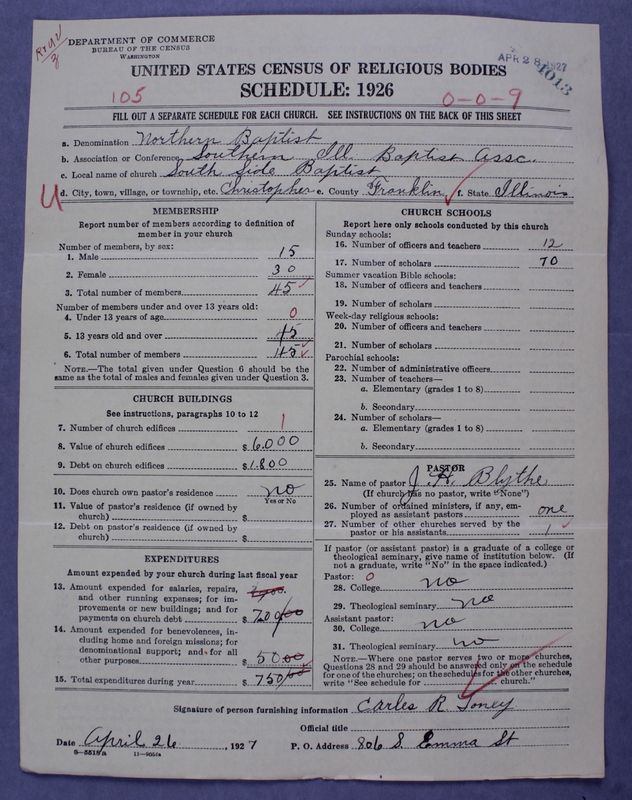 DEPARTMENT OF COMMERCE
BUREAU OF THE CENSUS
WASHINGTON
APR 28 1927
1013
UNITED STATES CENSUS OF RELIGIOUS BODIES
SCHEDULE: 1926
105
0-0-9
FILL OUT A SEPARATE SCHEDULE FOR EACH CHURCH. SEE INSTRUCTIONS ON THE BACK OF THIS SHEET
a. Denomination Northern Baptist
b. Association or Conference Southern Ill. Baptist Assc.
c. Local name of church South Side Baptist
d. City, town, village, or township, etc. Christopher e. County Franklin f. State Illinois
MEMBERSHIP
Report number of members according to definition of
member in your church
Number of members, by sex:
1. Male 15
2. Female 30
3. Total number of members 45
Number of members under and over 13 years old:
4. Under 13 years of age 0
5. 13 years old and over 45
6. Total number of members 45
NOTE.—The total given under Question 6 should be the
same as the total of males and females given under Question 3.
CHURCH BUILDINGS
See instructions, paragraphs 10 to 12
7. Number of church edifices 1
8. Value of church edifices $ 6000
9. Debt on church edifices $ 1800
10. Does church own pastor's residence no
Yes or No
11. Value of pastor's residence (if owned by
church) $
12. Debt on pastor's residence (if owned by
church) $
EXPENDITURES
Amount expended by your church during last fiscal year
13. Amount expended for salaries, repairs,
and other running expenses; for im-
provements or new buildings; and for
payments on church debt $ 700 00
14. Amount expended for benevolences, in-
cluding home and foreign missions; for
denominational support; and for all
other purposes $ 50 00
15. Total expenditures during year $ 750 00
CHURCH SCHOOLS
Report here only schools conducted by this church
Sunday schools:
16. Number of officers and teachers 12
17. Number of scholars 70
Summer vacation Bible schools:
18. Number of officers and teachers
19. Number of scholars
Week-day religious schools:
20. Number of officers and teachers
21. Number of scholars
Parochial schools:
22. Number of administrative officers
23. Number of teachers—
a. Elementary (grades 1 to 8)
b. Secondary
24. Number of scholars—
a. Elementary (grades 1 to 8)
b. Secondary
PASTOR
25. Name of pastor J. H. Blythe
(If church has no pastor, write "None")
26. Number of ordained ministers, if any, em-
ployed as assistant pastors one
27. Number of other churches served by the
pastor or his assistants 1
If pastor (or assistant pastor) is a graduate of a college or
theological seminary, give name of institution below. (If
not a graduate, write "No" in the space indicated.)
Pastor: 0
28. College no
29. Theological seminary no
Assistant pastor:
30. College no
31. Theological seminary no
NOTE.—Where one pastor serves two or more churches,
Questions 28 and 29 should be answered only on the schedule
for one of the churches; on the schedules for the other churches,
write "See schedule for church."
Signature of person furnishing information Carles R Toney
Official title
Date April 26, 1927 P. O. Address 806 S. Emma St
8-5518a 11-9051a